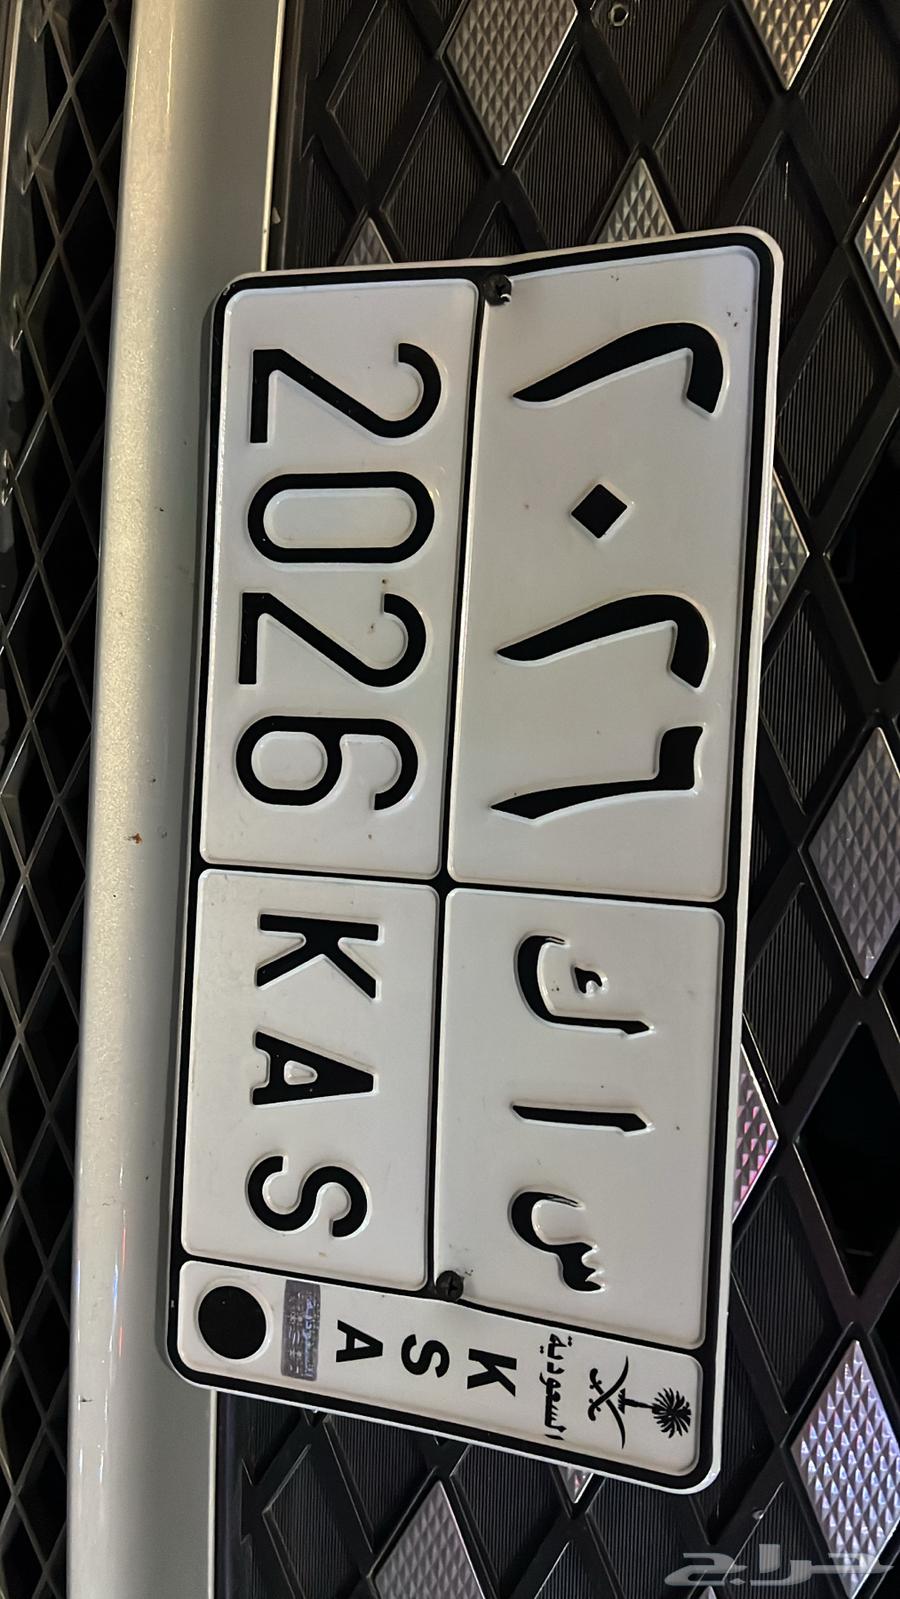 ٢٠٢٦ س ا ك
2026 KAS
السعودية
K
S
A
حراج